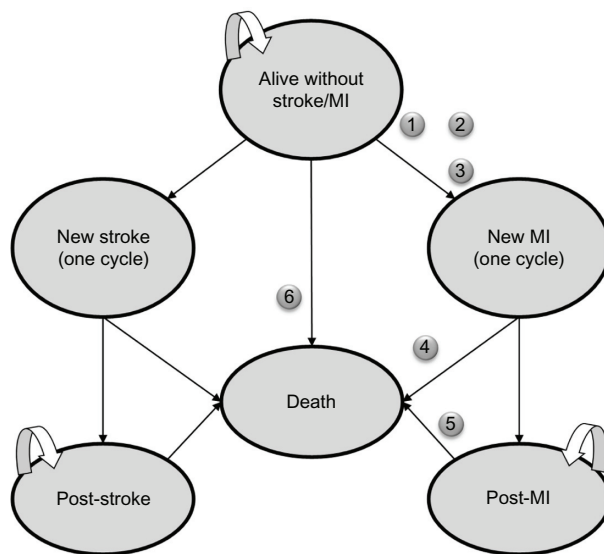 Alive without
stroke/MI
1
2
3
New stroke
(one cycle)
New MI
(one cycle)
6
4
Death
5
Post-stroke
Post-MI